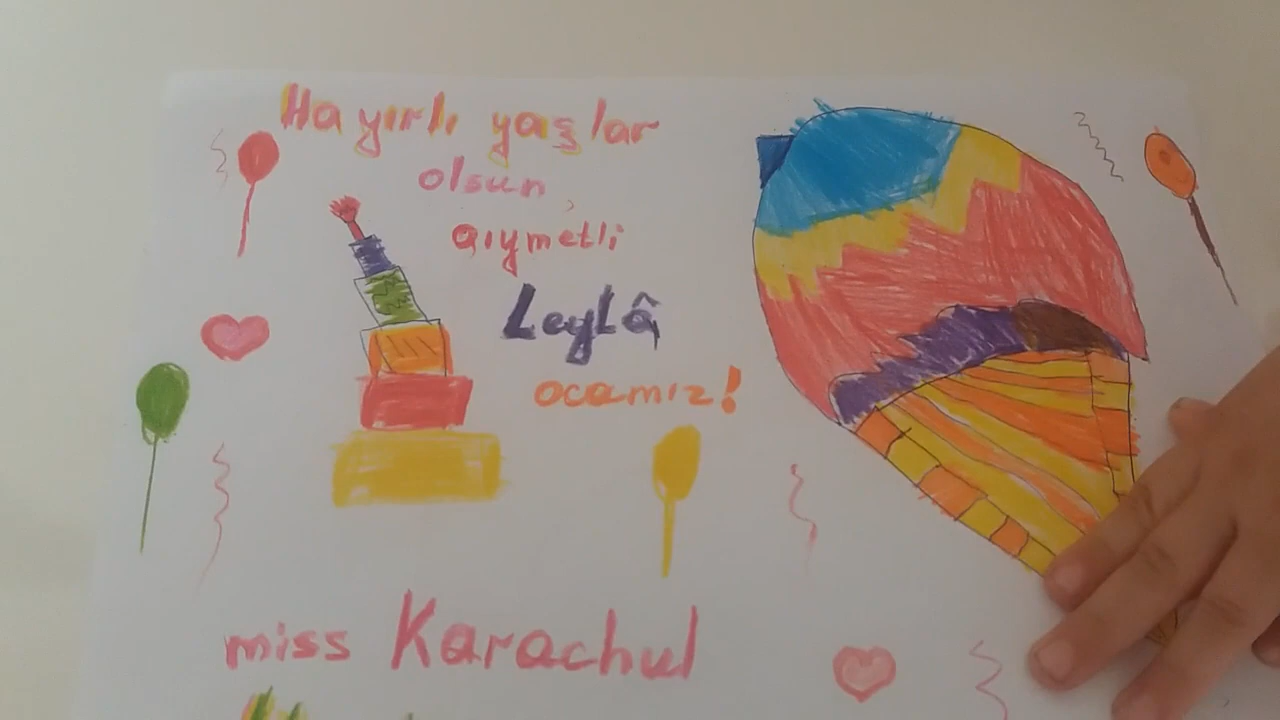 Hayırlı yaşlar
olsun
qıymetli
Leylâ
ocamız!
miss Karachul